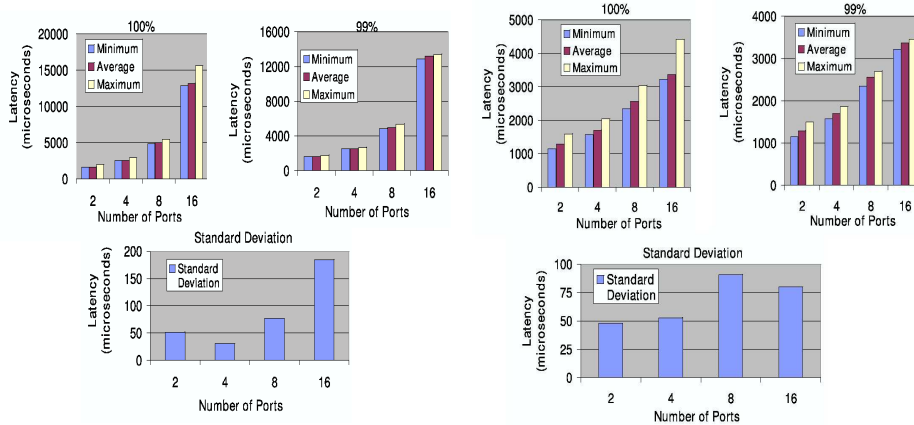 100%
20000
15000
10000
5000
0
Latency
(microseconds)
Minimum
Average
Maximum
2 4 8 16
Number of Ports
99%
16000
12000
8000
4000
0
Latency
(microseconds)
Minimum
Average
Maximum
2 4 8 16
Number of Ports
Standard Deviation
200
150
100
50
0
Latency
(microseconds)
Standard
Deviation
2 4 8 16
Number of Ports
100%
5000
4000
3000
2000
1000
0
Latency
(microseconds)
Minimum
Average
Maximum
2 4 8 16
Number of Ports
99%
4000
3000
2000
1000
0
Latency
(microseconds)
Minimum
Average
Maximum
2 4 8 16
Number of Ports
Standard Deviation
100
75
50
25
0
Latency
(microseconds)
Standard
Deviation
2 4 8 16
Number of Ports